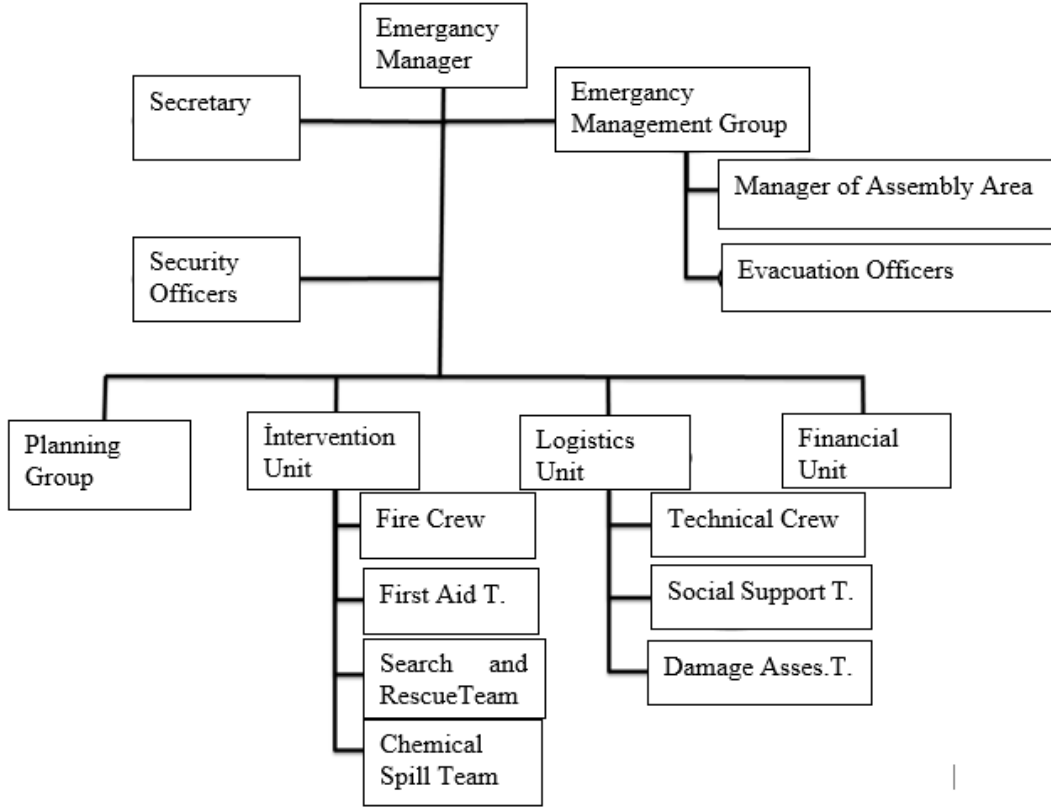 Emergancy
Manager
Secretary
Emergancy
Management Group
Manager of Assembly Area
Security
Officers
Evacuation Officers
Planning
Group
İntervention
Unit
Logistics
Unit
Financial
Unit
Fire Crew
Technical Crew
First Aid T.
Social Support T.
Search and
RescueTeam
Damage Asses.T.
Chemical
Spill Team